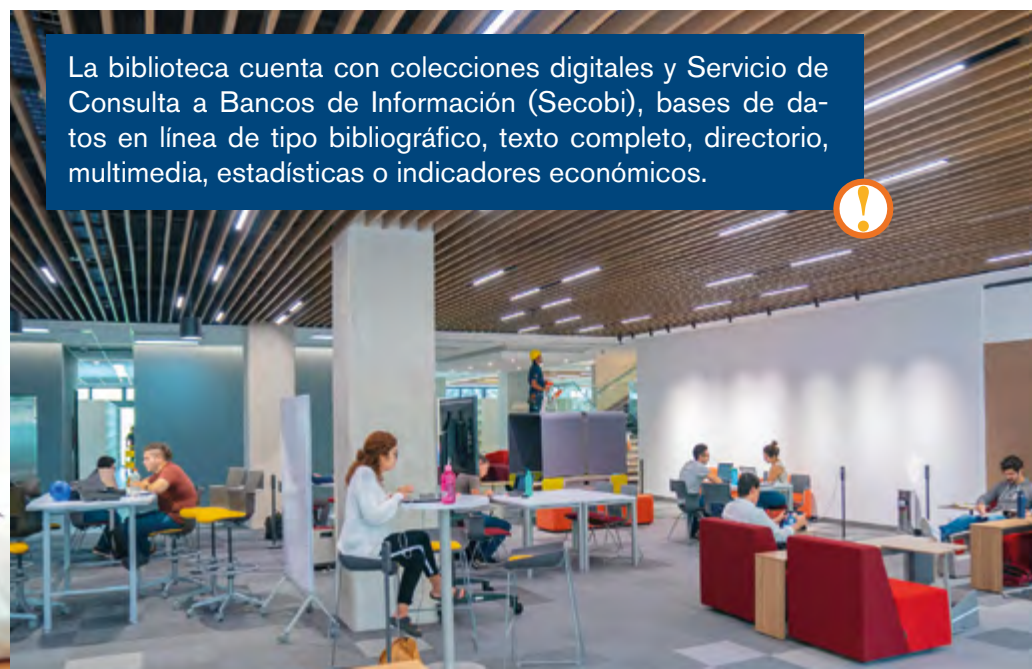 La biblioteca cuenta con colecciones digitales y Servicio de
Consulta a Bancos de Información (Secobi), bases de da-
tos en línea de tipo bibliográfico, texto completo, directorio,
multimedia, estadísticas o indicadores económicos.
!